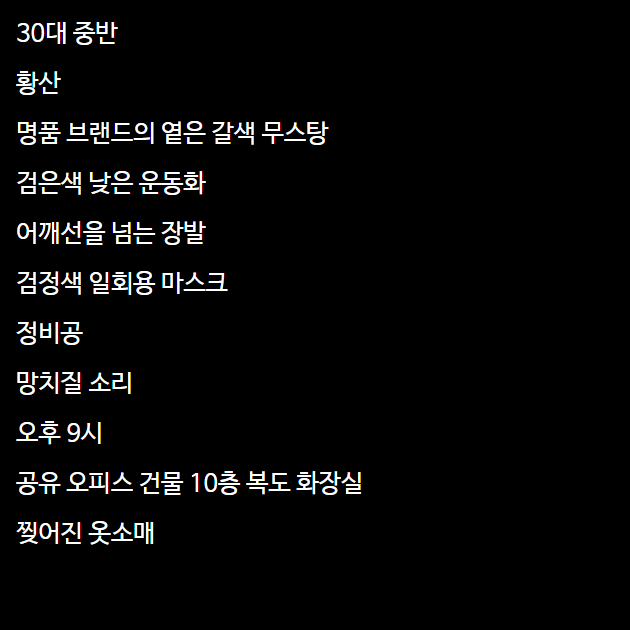 30대 중반
황산
명품 브랜드의 옅은 갈색 무스탕
검은색 낮은 운동화
어깨선을 넘는 장발
검정색 일회용 마스크
정비공
망치질 소리
오후 9시
공유 오피스 건물 10층 복도 화장실
찢어진 옷소매